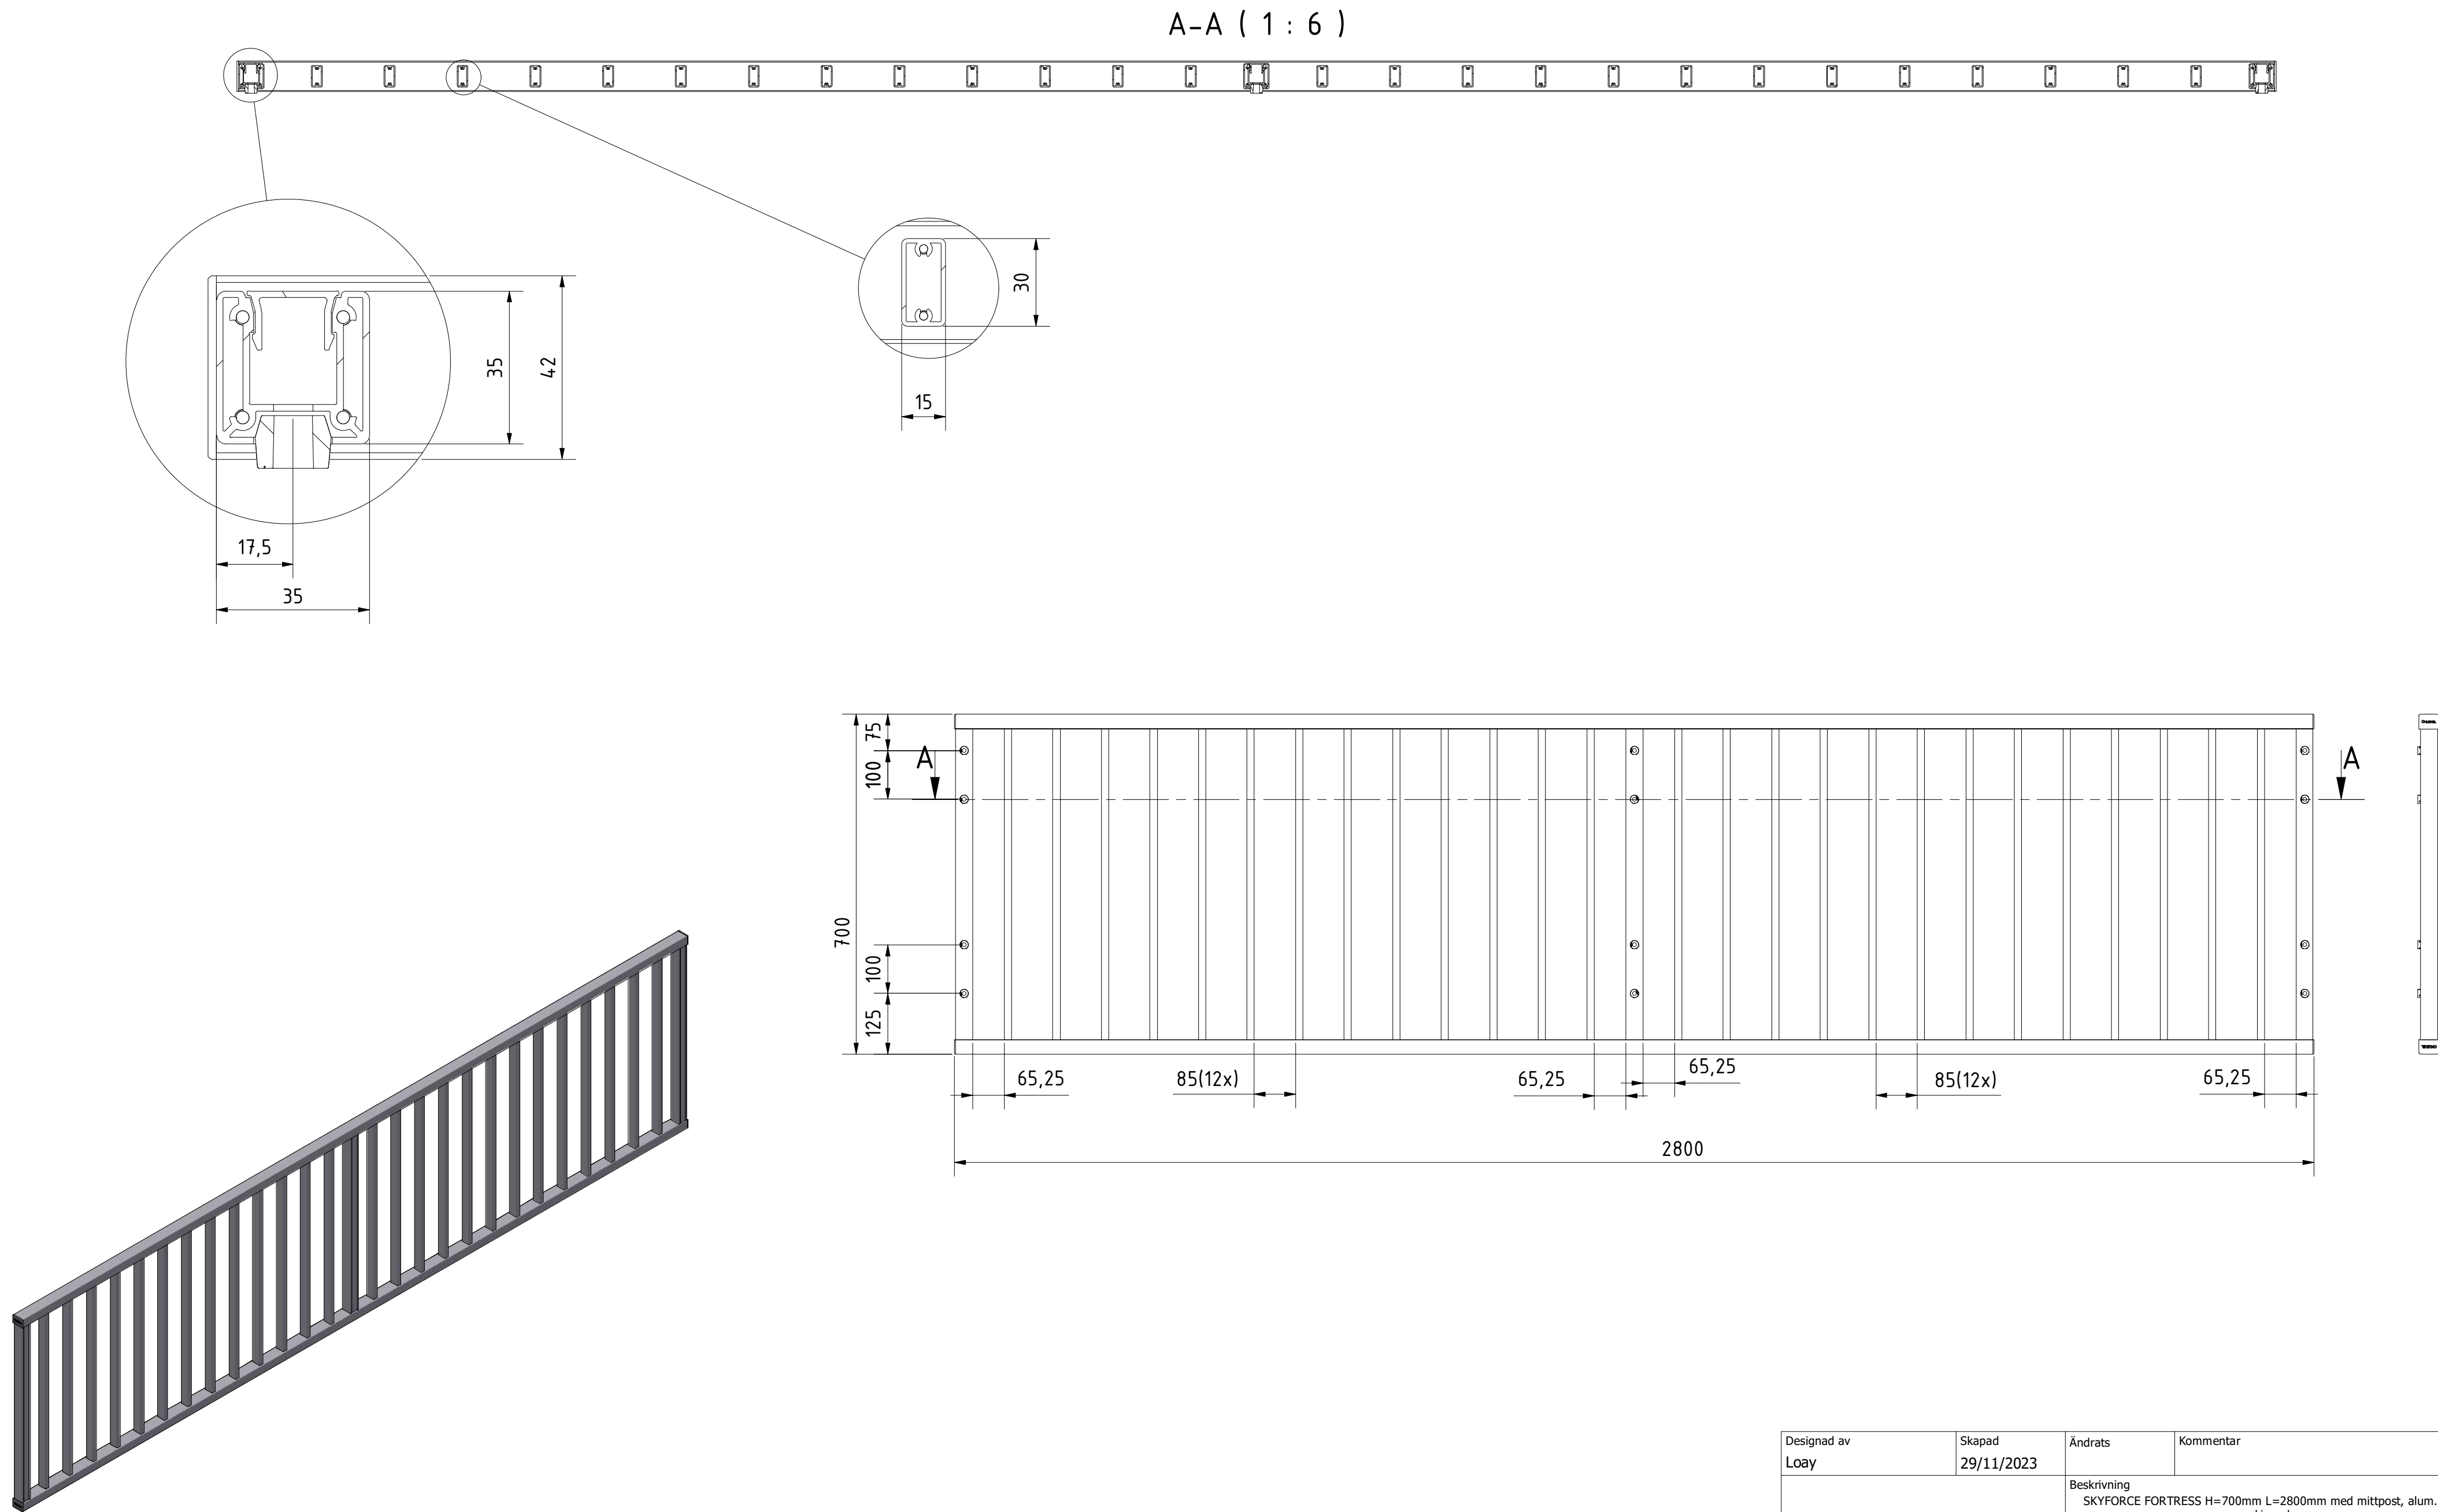 A-A ( 1 : 6 )
30
15
35
42
17,5
35
75
100
A
A
700
100
125
65,25
85(12x)
65,25
65,25
85(12x)
65,25
2800
Designad av
Loay
Skapad
29/11/2023
Ändrats
Kommentar
Beskrivning
SKYFORCE FORTRESS H=700mm L=2800mm med mittpost, alum.